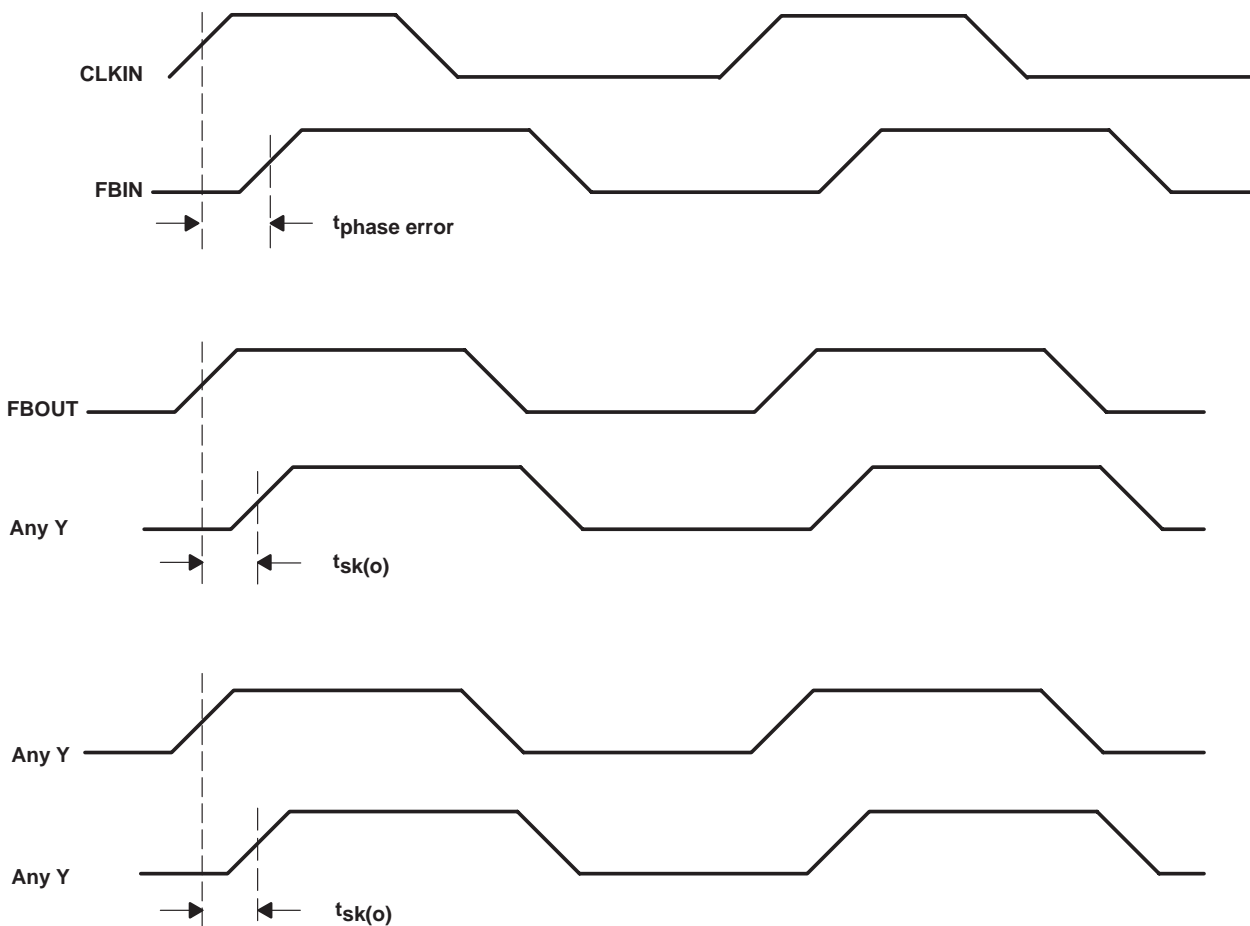 CLKIN
FBIN
tphase error
FBOUT
Any Y
tsk(o)
Any Y
Any Y
tsk(o)